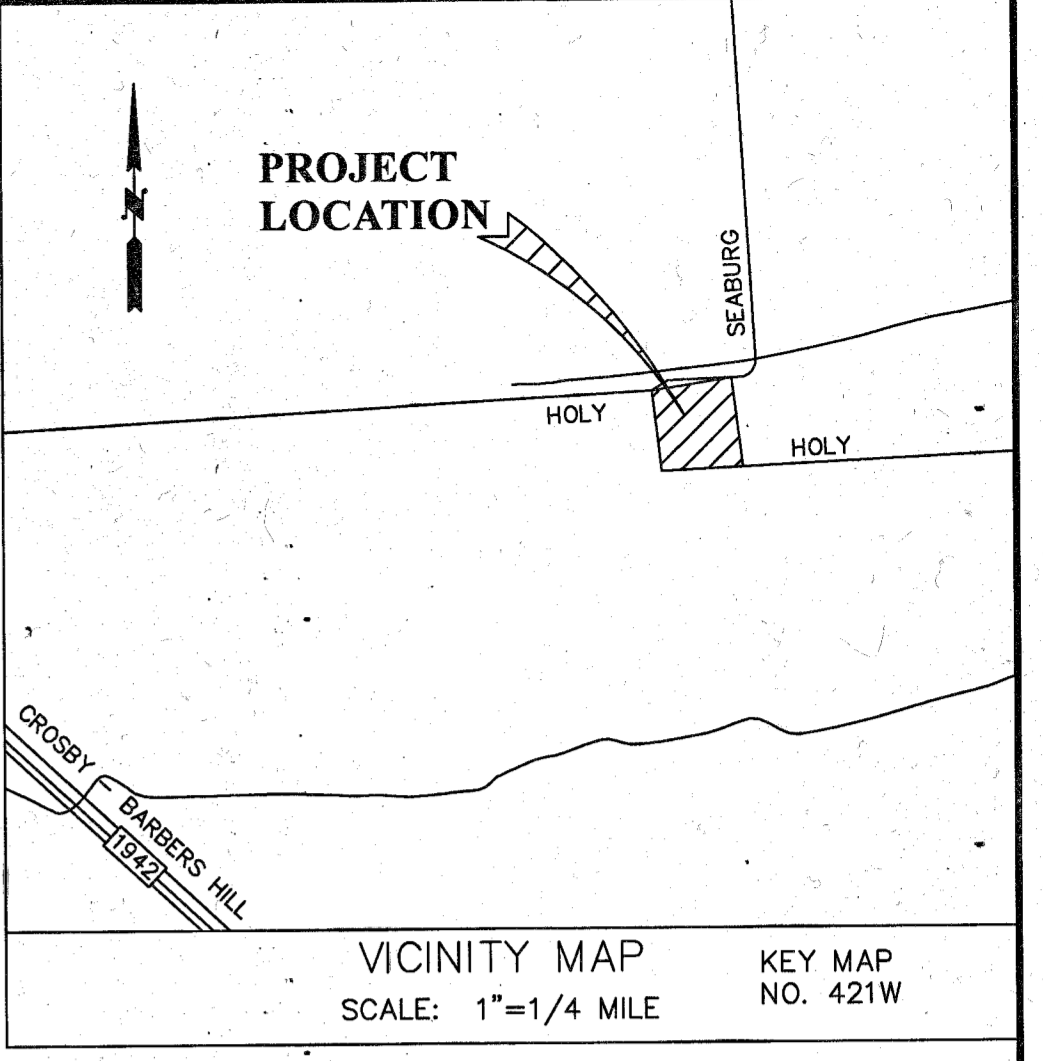 N
PROJECT
LOCATION
SEABURG
HOLY
HOLY
CROSBY - BARBERS HILL
1942
VICINITY MAP
SCALE: 1"=1/4 MILE
KEY MAP
NO. 421W